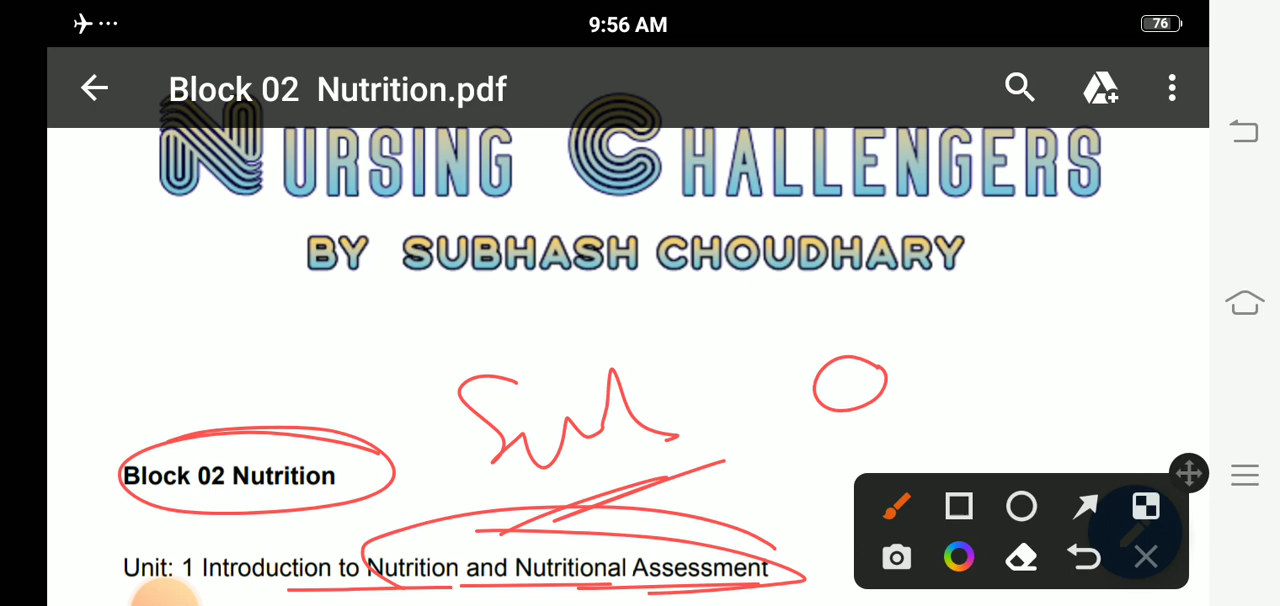 9:56 AM
76
Block 02 Nutrition.pdf
NURSING CHALLENGERS
BY SUBHASH CHOUDHARY
Block 02 Nutrition
Unit: 1 Introduction to Nutrition and Nutritional Assessment